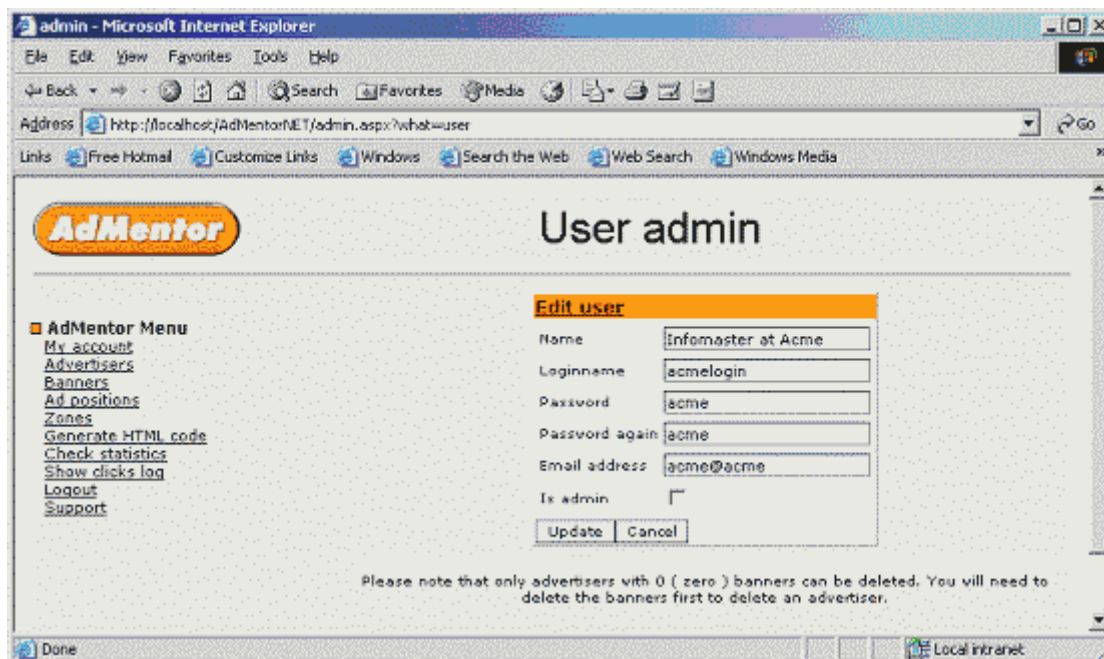 admin - Microsoft Internet Explorer
File Edit View Favorites Tools Help
Back Search Favorites Media
Address http://localhost/AdMentorNET/admin.aspx?what=user Go
Links Free Hotmail Customize Links Windows Search the Web Web Search Windows Media
AdMentor
User admin
AdMentor Menu
My account
Advertisers
Banners
Ad positions
Zones
Generate HTML code
Check statistics
Show clicks log
Logout
Support
Edit user
Name Infomaster at Acme
Loginname acmelogin
Password acme
Password again acme
Email address acme@acme
Is admin
Update Cancel
Please note that only advertisers with 0 ( zero ) banners can be deleted. You will need to
delete the banners first to delete an advertiser.
Done Local intranet